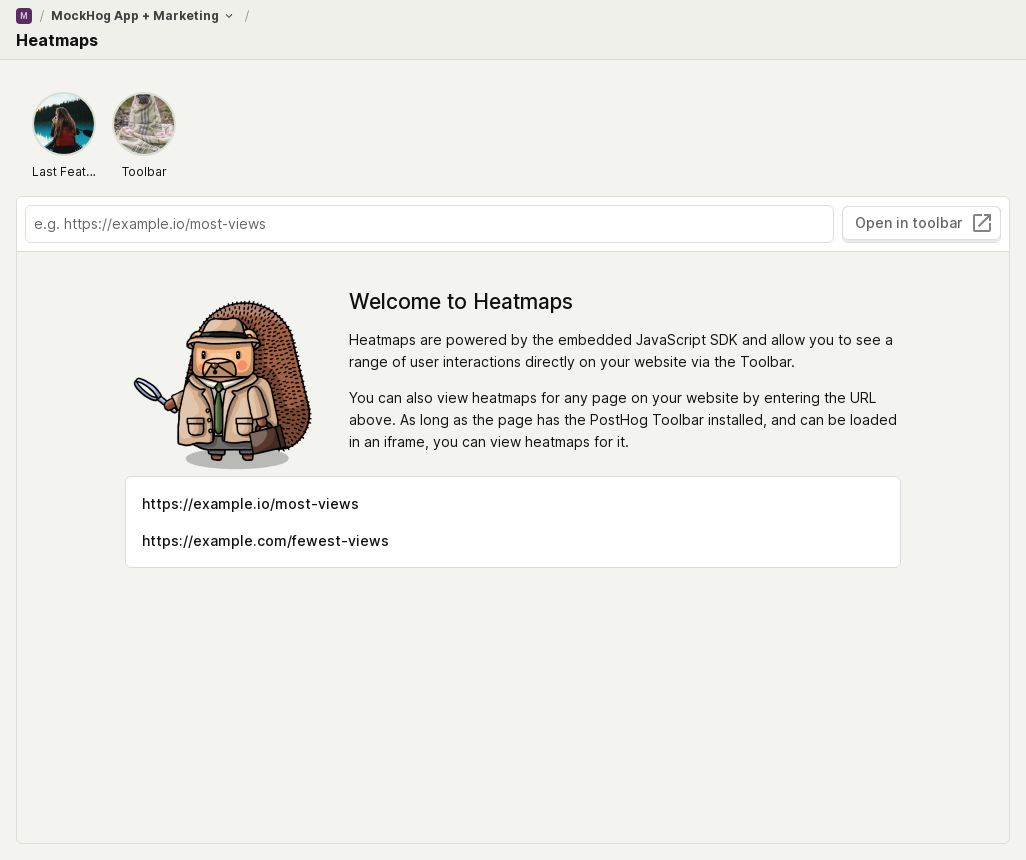 M / MockHog App + Marketing /
Heatmaps
Last Feat... Toolbar
e.g. https://example.io/most-views Open in toolbar
Welcome to Heatmaps
Heatmaps are powered by the embedded JavaScript SDK and allow you to see a
range of user interactions directly on your website via the Toolbar.
You can also view heatmaps for any page on your website by entering the URL
above. As long as the page has the PostHog Toolbar installed, and can be loaded
in an iframe, you can view heatmaps for it.
https://example.io/most-views
https://example.com/fewest-views